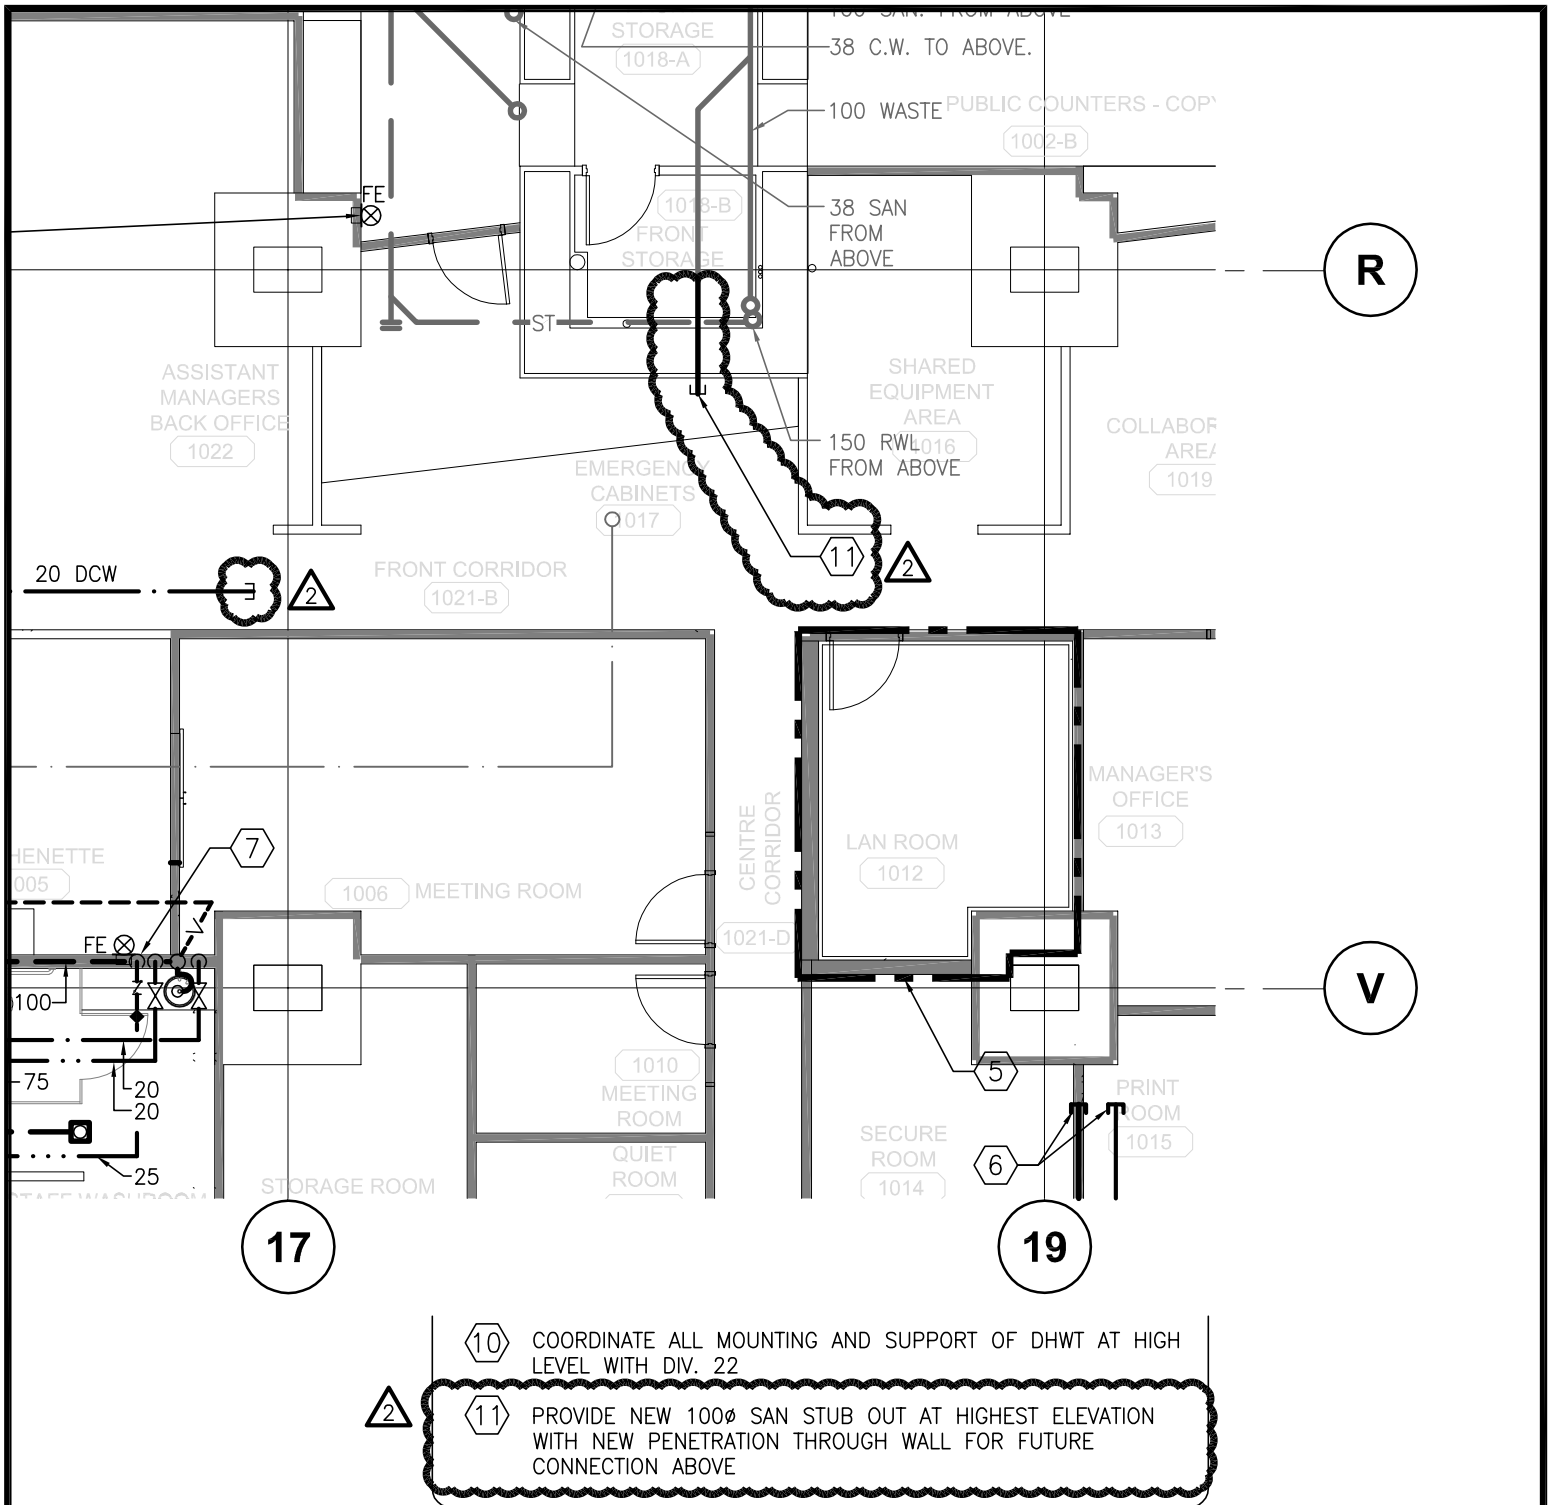 STORAGE
1018-A
38 C.W. TO ABOVE.
100 WASTE
PUBLIC COUNTERS - COPY
1002-B
FE
1018-B
FRONT
STORAGE
38 SAN
FROM
ABOVE
R
ST
ASSISTANT
MANAGERS
BACK OFFICE
1022
SHARED
EQUIPMENT
AREA
1016
150 RWL
FROM ABOVE
COLLABOR
AREA
1019
EMERGENCY
CABINETS
1017
11
2
20 DCW
2
FRONT CORRIDOR
1021-B
MANAGER'S
OFFICE
1013
CENTRE
CORRIDOR
1021-D
LAN ROOM
1012
7
HENETTE
005
1006 MEETING ROOM
V
FE
100
V
75
20
20
25
1010
MEETING
ROOM
QUIET
ROOM
5
SECURE
ROOM
1014
6
PRINT
ROOM
1015
STORAGE ROOM
STAFF WASHROOM
17
19
10 COORDINATE ALL MOUNTING AND SUPPORT OF DHWT AT HIGH
LEVEL WITH DIV. 22
2
11 PROVIDE NEW 100ø SAN STUB OUT AT HIGHEST ELEVATION
WITH NEW PENETRATION THROUGH WALL FOR FUTURE
CONNECTION ABOVE